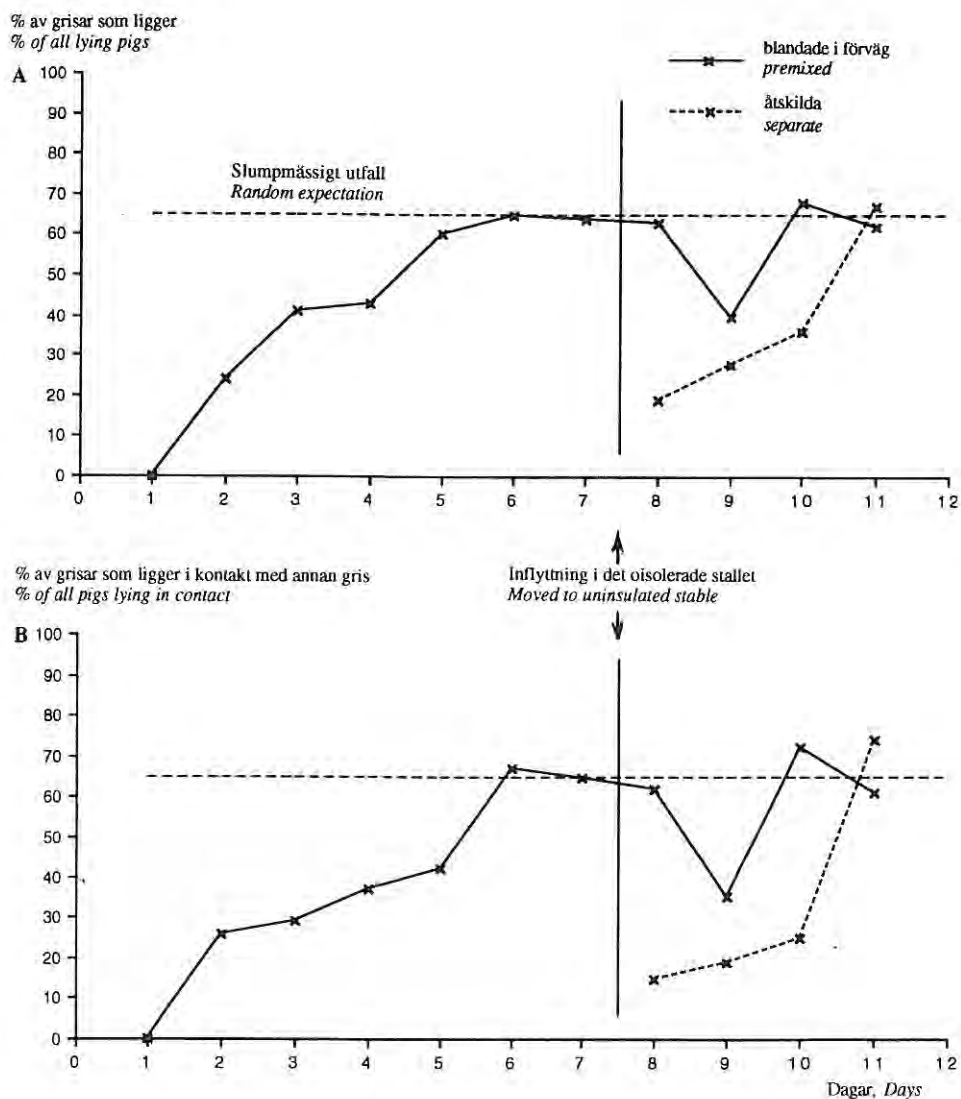 % av grisar som ligger
% of all lying pigs
A
blandade i förväg
premixed
åtskilda
separate
Slumpmässigt utfall
Random expectation
100
90
80
70
60
50
40
30
20
10
0
0 1 2 3 4 5 6 7 8 9 10 11 12
% av grisar som ligger i kontakt med annan gris
% of all pigs lying in contact
Inflyttning i det oisolerade stallet
Moved to uninsulated stable
B
100
90
80
70
60
50
40
30
20
10
0
0 1 2 3 4 5 6 7 8 9 10 11 12
Dagar, Days